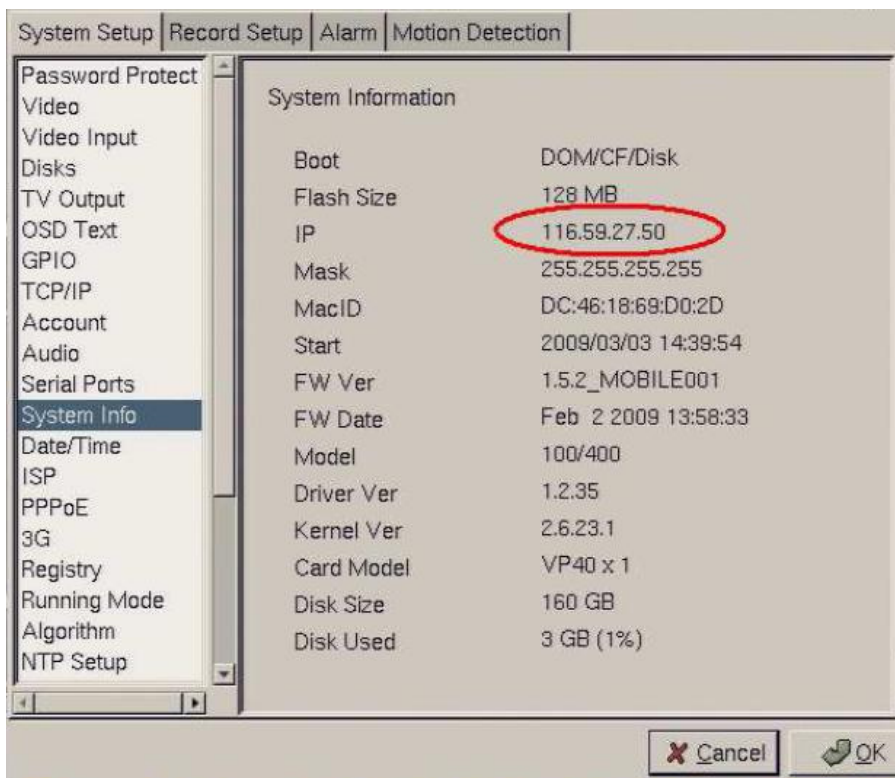 System Setup Record Setup Alarm Motion Detection
Password Protect
Video
Video Input
Disks
TV Output
OSD Text
GPIO
TCP/IP
Account
Audio
Serial Ports
System Info
Date/Time
ISP
PPPoE
3G
Registry
Running Mode
Algorithm
NTP Setup
System Information
Boot DOM/CF/Disk
Flash Size 128 MB
IP 116.59.27.50
Mask 255.255.255.255
MacID DC:46:18:69:D0:2D
Start 2009/03/03 14:39:54
FW Ver 1.5.2_MOBILE001
FW Date Feb 2 2009 13:58:33
Model 100/400
Driver Ver 1.2.35
Kernel Ver 2.6.23.1
Card Model VP40 x 1
Disk Size 160 GB
Disk Used 3 GB (1%)
Cancel OK